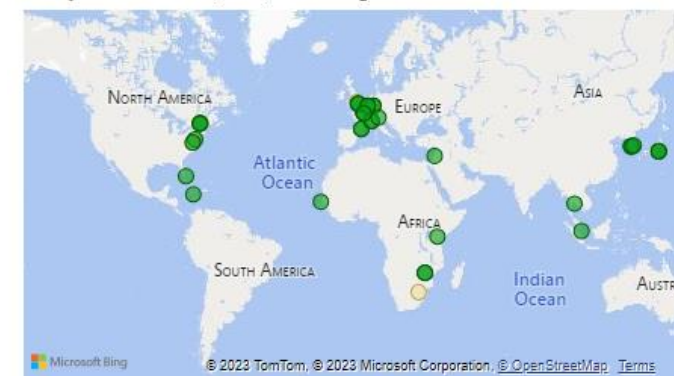 NORTH AMERICA
EUROPE
ASIA
Atlantic
Ocean
AFRICA
SOUTH AMERICA
Indian
Ocean
AUSTR
Microsoft Bing
© 2023 TomTom, © 2023 Microsoft Corporation, © OpenStreetMap Terms